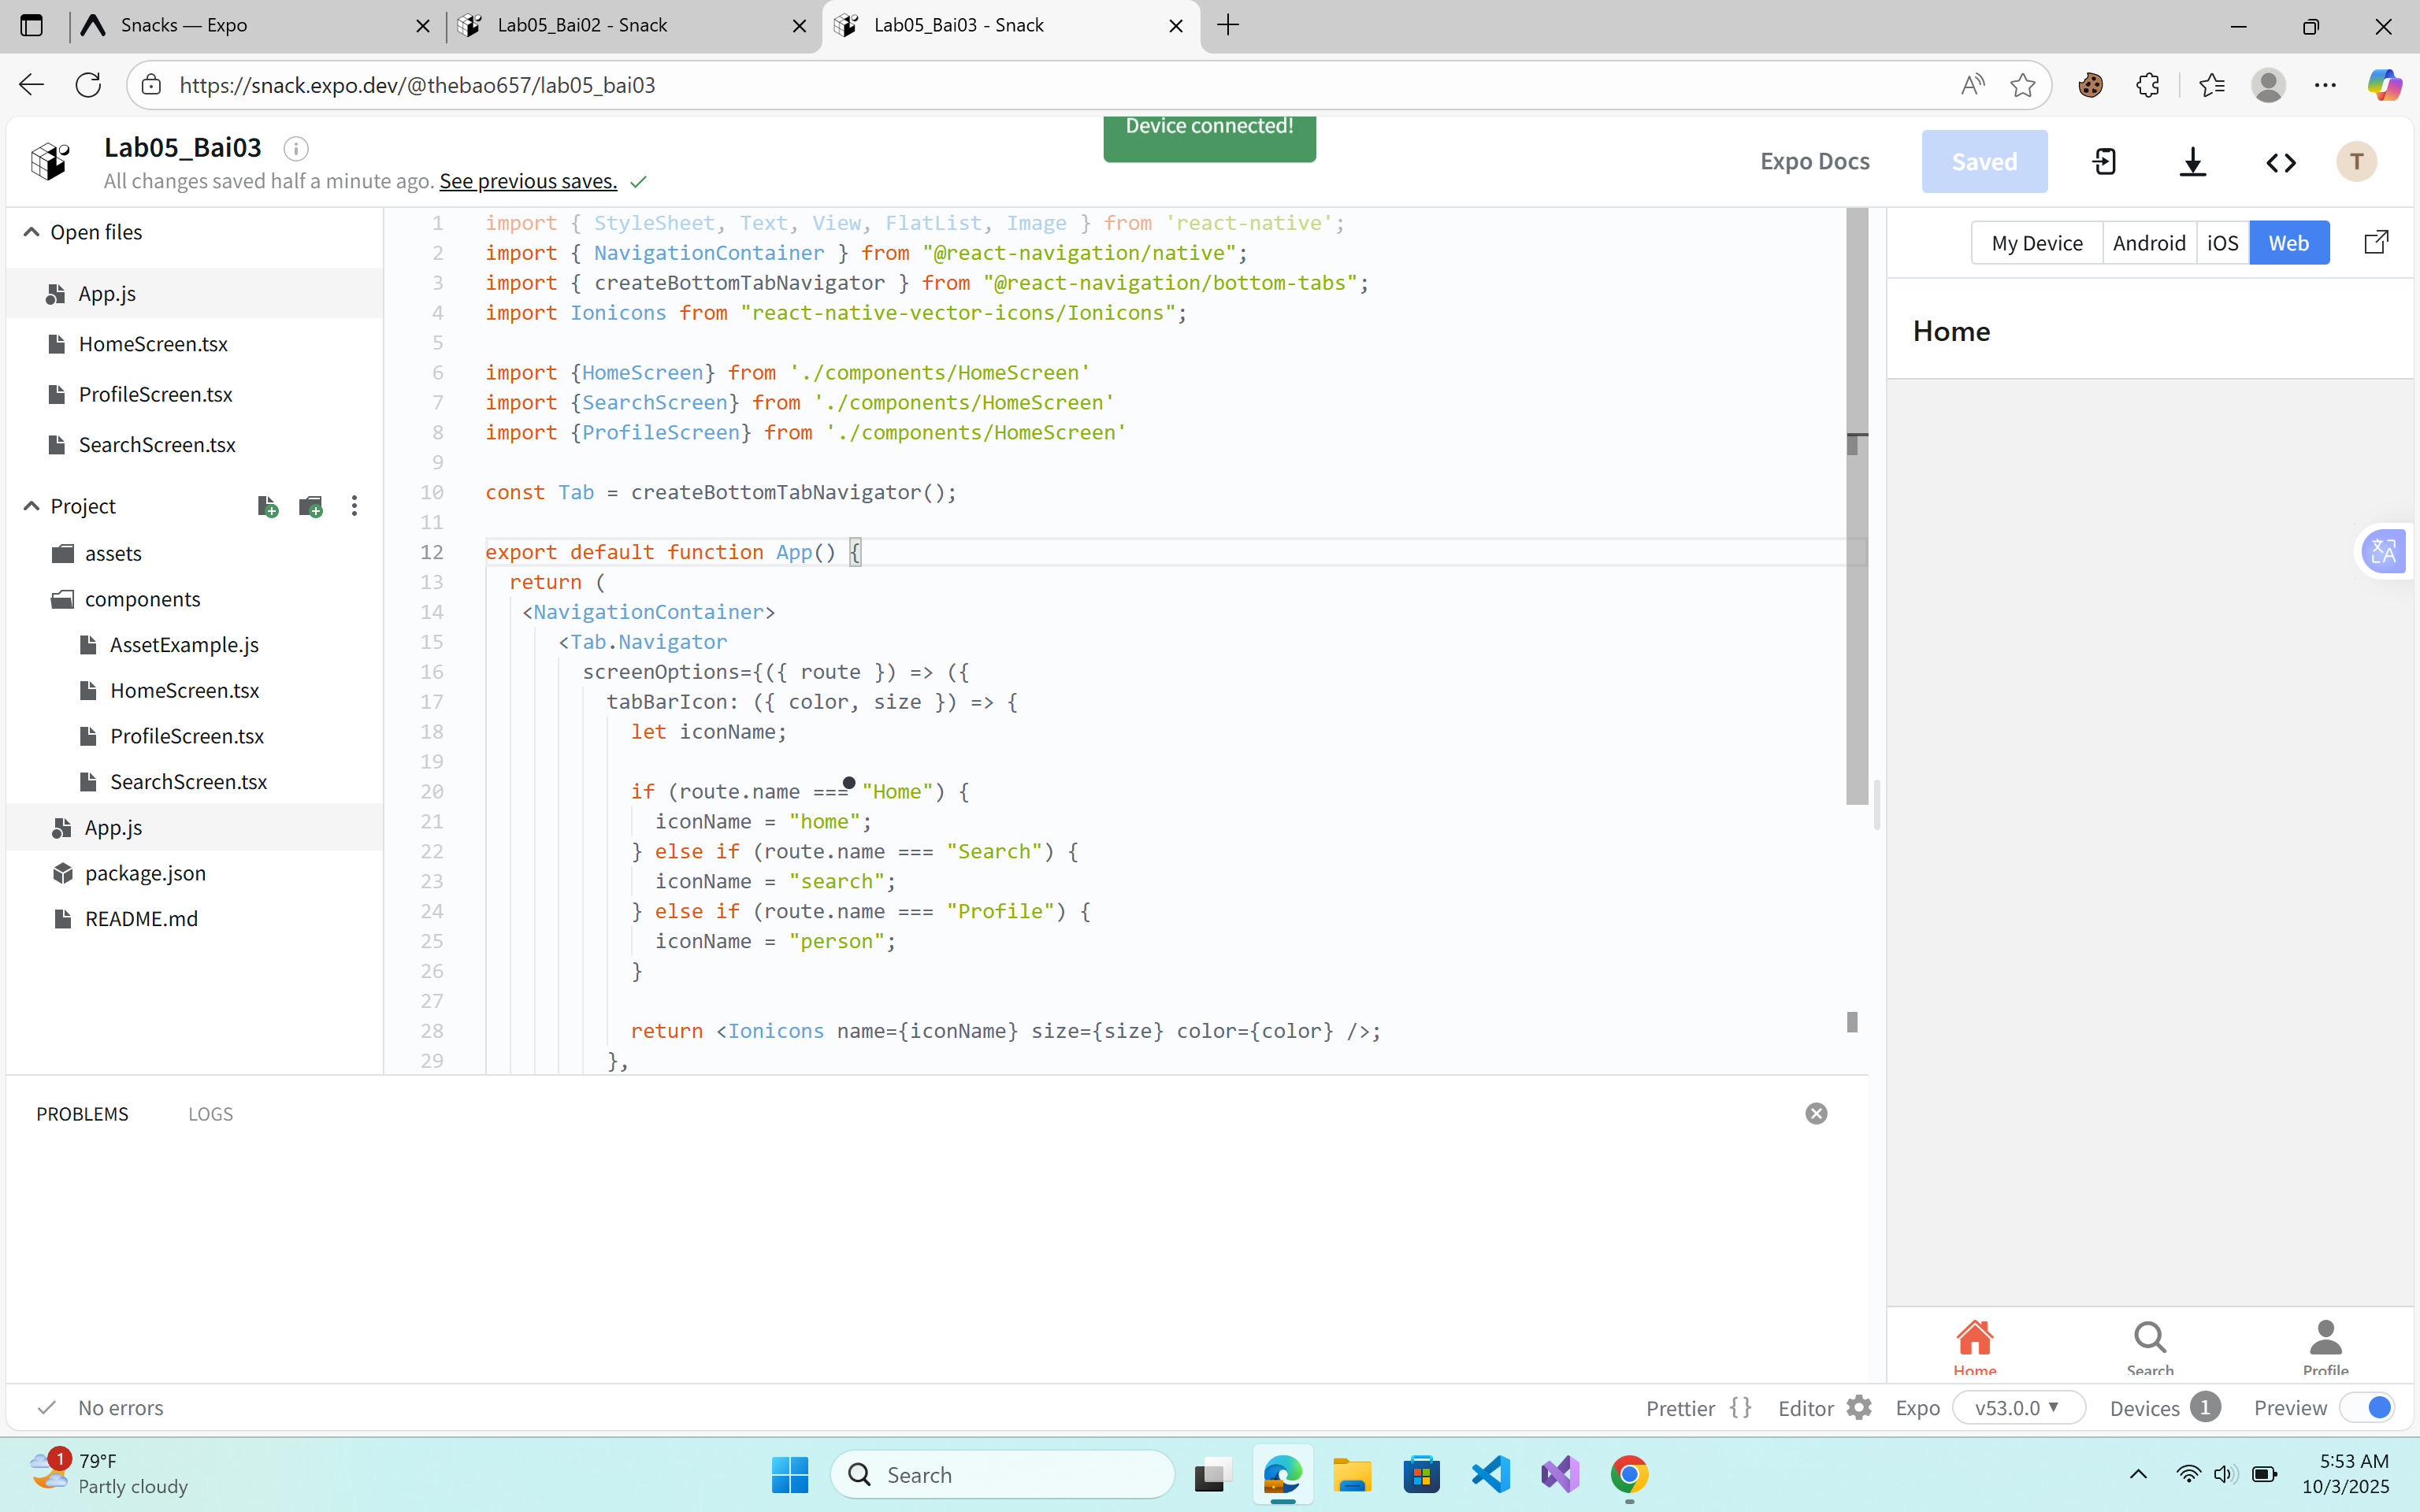 Snacks — Expo
Lab05_Bai02 - Snack
Lab05_Bai03 - Snack
https://snack.expo.dev/@thebao657/lab05_bai03
Lab05_Bai03
All changes saved half a minute ago. See previous saves.
Device connected!
Expo Docs
Saved
T
Open files
App.js
HomeScreen.tsx
ProfileScreen.tsx
SearchScreen.tsx
Project
assets
components
AssetExample.js
HomeScreen.tsx
ProfileScreen.tsx
SearchScreen.tsx
App.js
package.json
README.md
1 import { StyleSheet, Text, View, FlatList, Image } from 'react-native';
2 import { NavigationContainer } from "@react-navigation/native";
3 import { createBottomTabNavigator } from "@react-navigation/bottom-tabs";
4 import Ionicons from "react-native-vector-icons/Ionicons";
5
6 import {HomeScreen} from './components/HomeScreen'
7 import {SearchScreen} from './components/HomeScreen'
8 import {ProfileScreen} from './components/HomeScreen'
9
10 const Tab = createBottomTabNavigator();
11
12 export default function App() {
13 return (
14 <NavigationContainer>
15 <Tab.Navigator
16 screenOptions={({ route }) => ({
17 tabBarIcon: ({ color, size }) => {
18 let iconName;
19
20 if (route.name === "Home") {
21 iconName = "home";
22 } else if (route.name === "Search") {
23 iconName = "search";
24 } else if (route.name === "Profile") {
25 iconName = "person";
26 }
27
28 return <Ionicons name={iconName} size={size} color={color} />;
29 },
My Device
Android
iOS
Web
Home
Home
Search
Profile
PROBLEMS
LOGS
No errors
Prettier { }
Editor
Expo
v53.0.0
Devices 1
Preview
1
79°F
Partly cloudy
Search
5:53 AM
10/3/2025